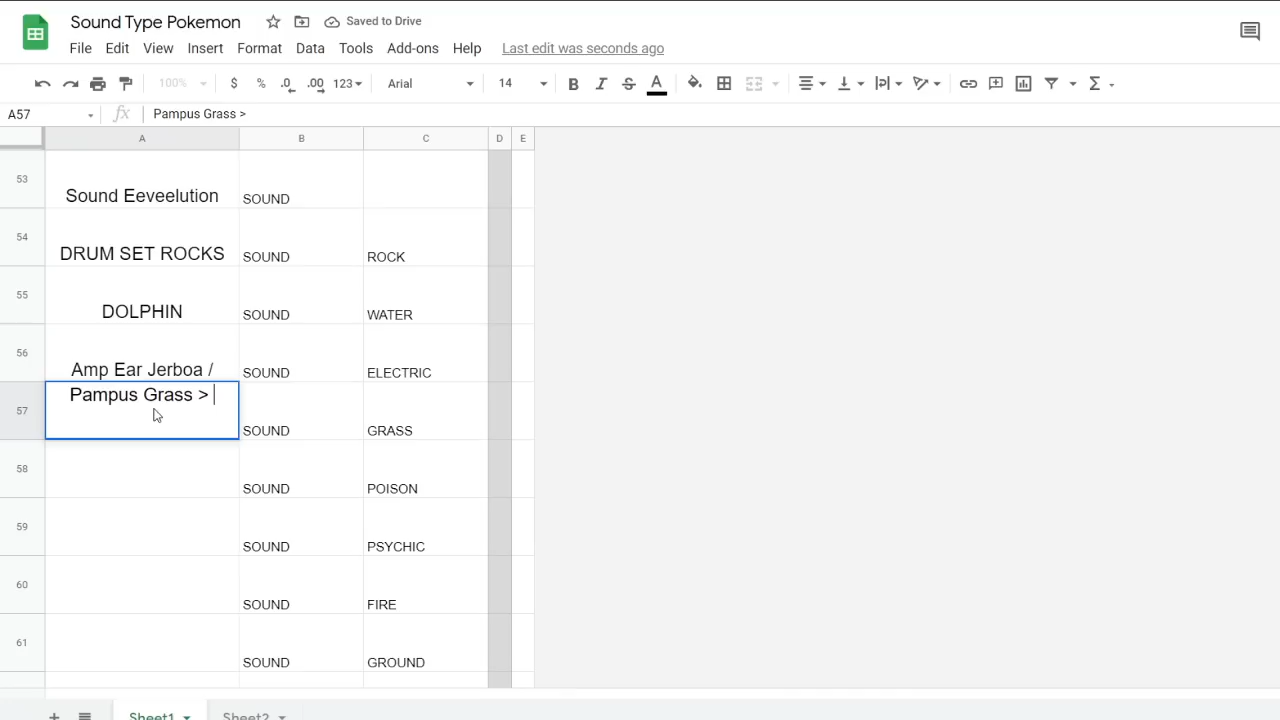 Sound Type Pokemon
Saved to Drive
File Edit View Insert Format Data Tools Add-ons Help Last edit was seconds ago
100% $ % .0 .00 123 Arial 14 B I S A Σ
A57 fx Pampus Grass >
A B C D E
53 Sound Eeveelution SOUND
54 DRUM SET ROCKS SOUND ROCK
55 DOLPHIN SOUND WATER
56 Amp Ear Jerboa / SOUND ELECTRIC
57 Pampus Grass > SOUND GRASS
58 SOUND POISON
59 SOUND PSYCHIC
60 SOUND FIRE
61 SOUND GROUND
+ Sheet1 Sheet2